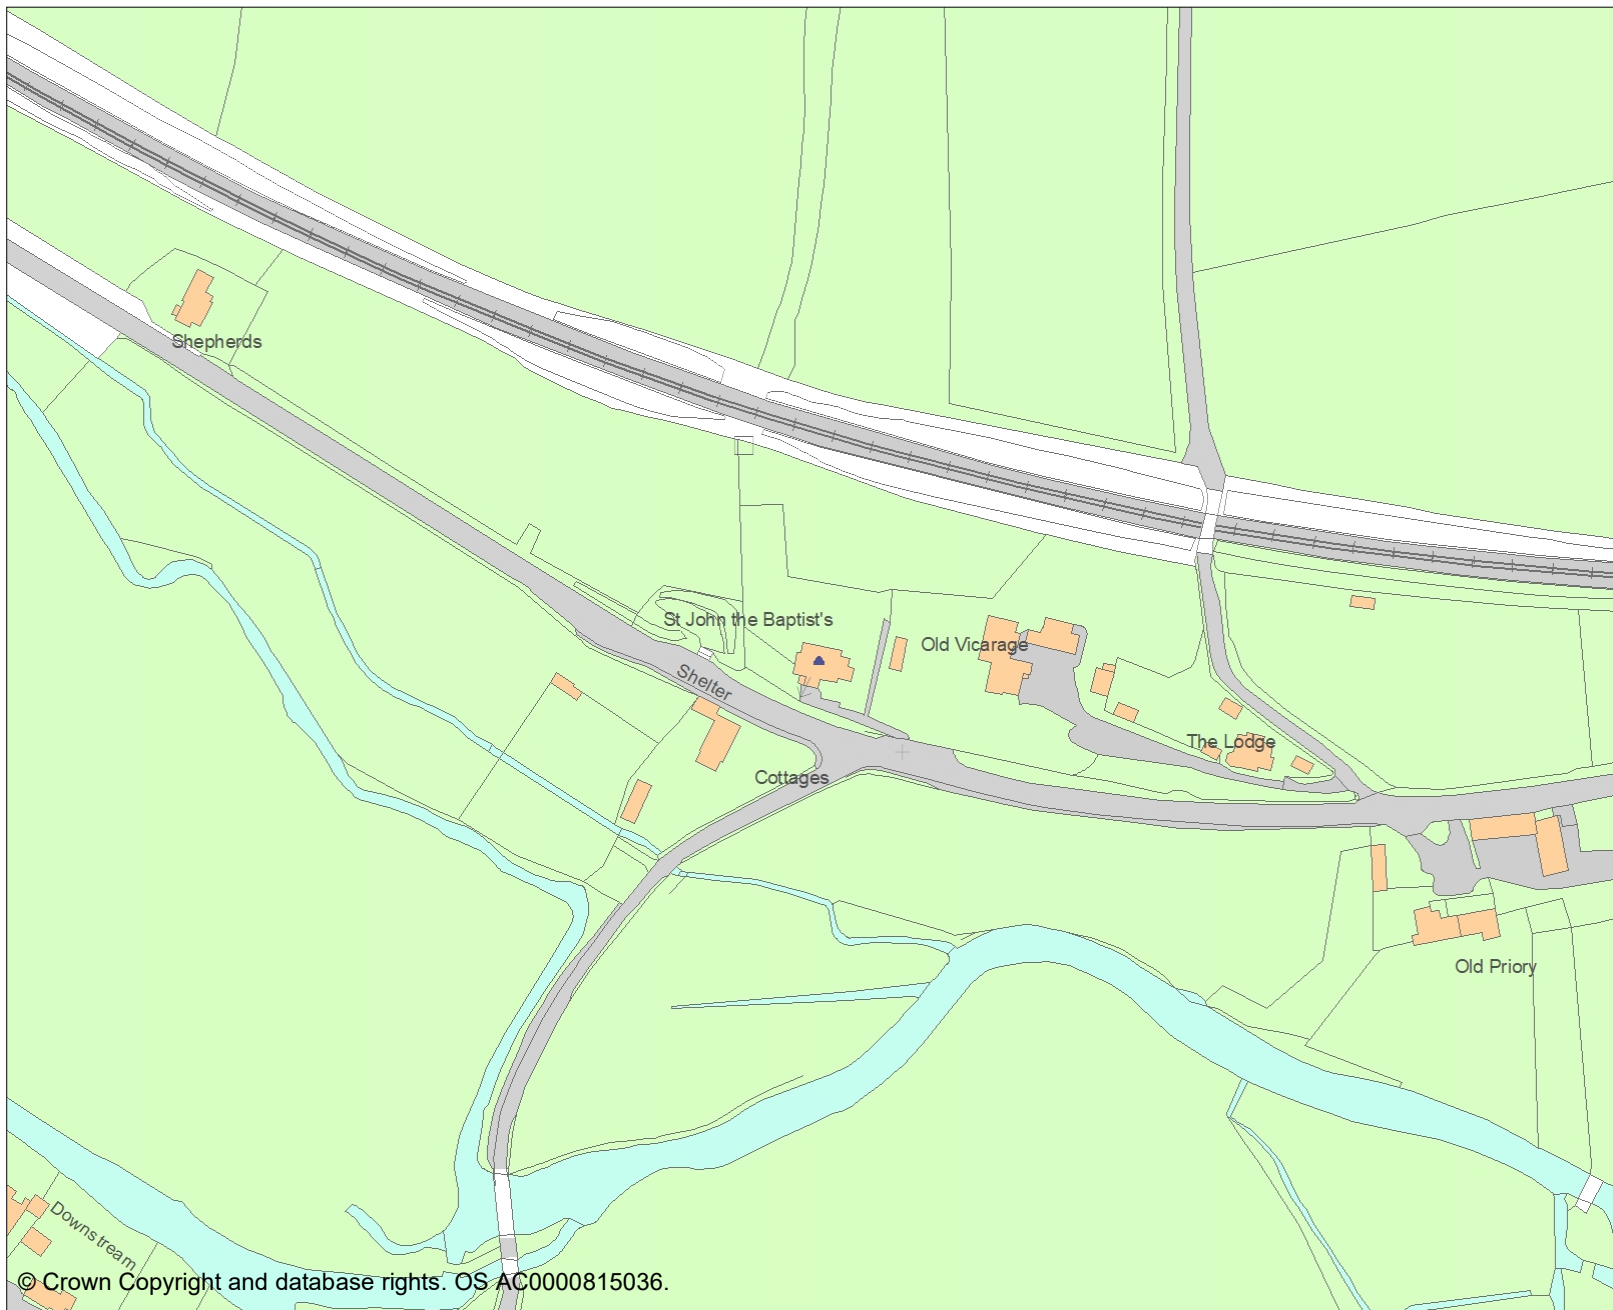 Shepherds
St John the Baptist's
Old Vicarage
Shelter
The Lodge
Cottages
Old Priory
Downstream
© Crown Copyright and database rights. OS AC0000815036.